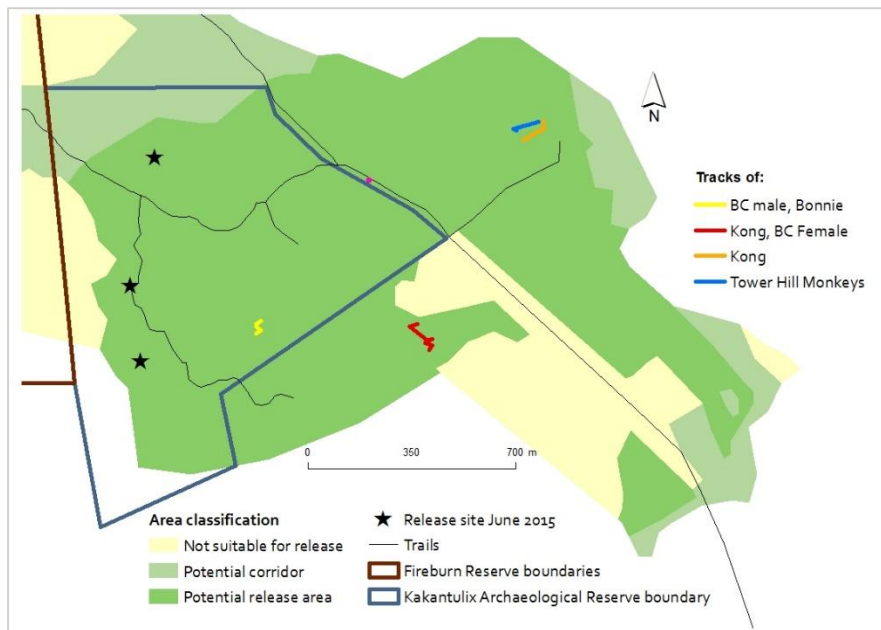 N
Tracks of:
BC male, Bonnie
Kong, BC Female
Kong
Tower Hill Monkeys
0 350 700 m
Area classification
Not suitable for release
Potential corridor
Potential release area
Release site June 2015
Trails
Fireburn Reserve boundaries
Kakantulix Archaeological Reserve boundary